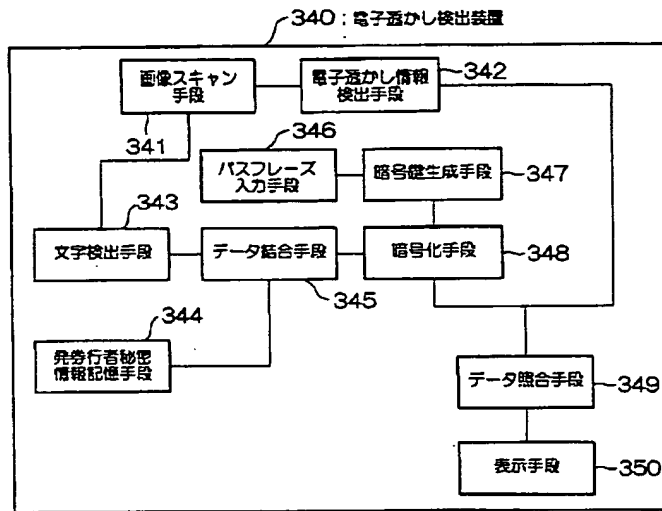 340：電子透かし検出装置
画像スキャン
手段
341
電子透かし情報
検出手段
342
346
パスフレーズ
入力手段
暗号鍵生成手段
347
343
文字検出手段
データ結合手段
345
暗号化手段
348
344
発券行者秘密
情報記憶手段
データ照合手段
349
表示手段
350